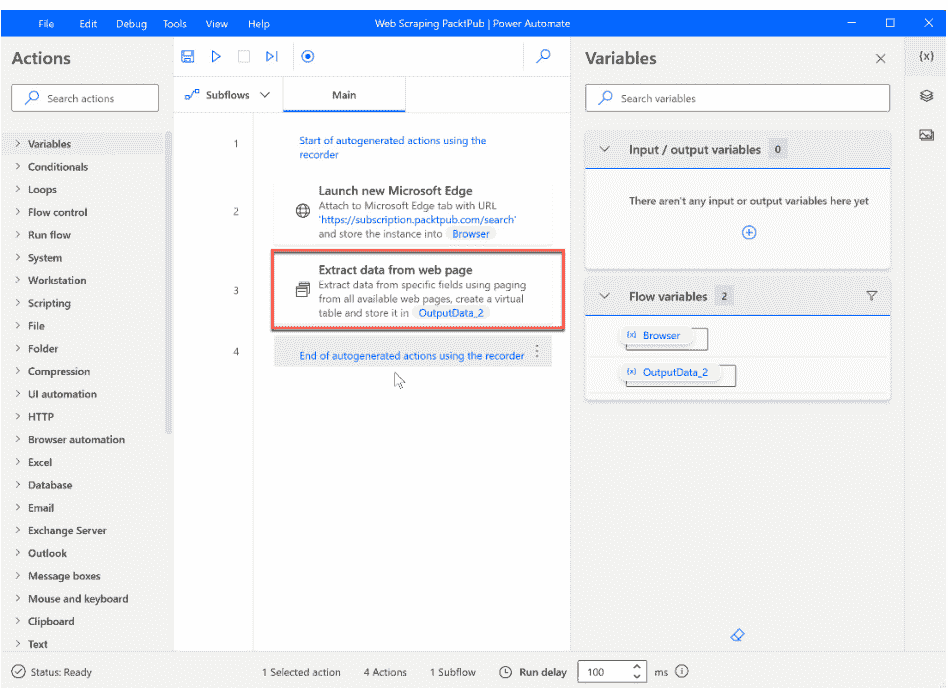 File Edit Debug Tools View Help Web Scraping PacktPub | Power Automate
Actions
Search actions
Variables
Conditionals
Loops
Flow control
Run flow
System
Workstation
Scripting
File
Folder
Compression
UI automation
HTTP
Browser automation
Excel
Database
Email
Exchange Server
Outlook
Message boxes
Mouse and keyboard
Clipboard
Text
Subflows Main
1
Start of autogenerated actions using the
recorder
2
Launch new Microsoft Edge
Attach to Microsoft Edge tab with URL
'https://subscription.packtpub.com/search'
and store the instance into Browser
3
Extract data from web page
Extract data from specific fields using paging
from all available web pages, create a virtual
table and store it in OutputData_2
4
End of autogenerated actions using the recorder
Variables
{x}
Search variables
Input / output variables 0
There aren't any input or output variables here yet
Flow variables 2
{x} Browser
{x} OutputData_2
Status: Ready 1 Selected action 4 Actions 1 Subflow Run delay 100 ms